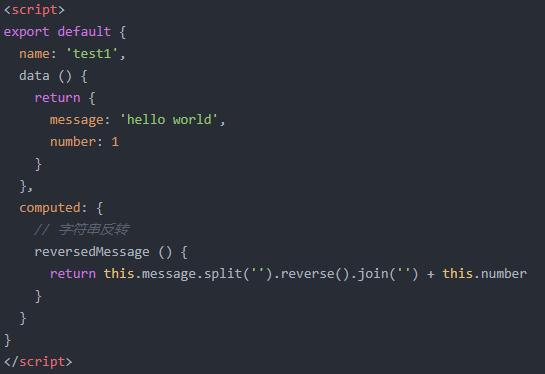 <script>
export default {
  name: 'test1',
  data () {
    return {
      message: 'hello world',
      number: 1
    }
  },
  computed: {
    // 字符串反转
    reversedMessage () {
      return this.message.split('').reverse().join('') + this.number
    }
  }
}
</script>